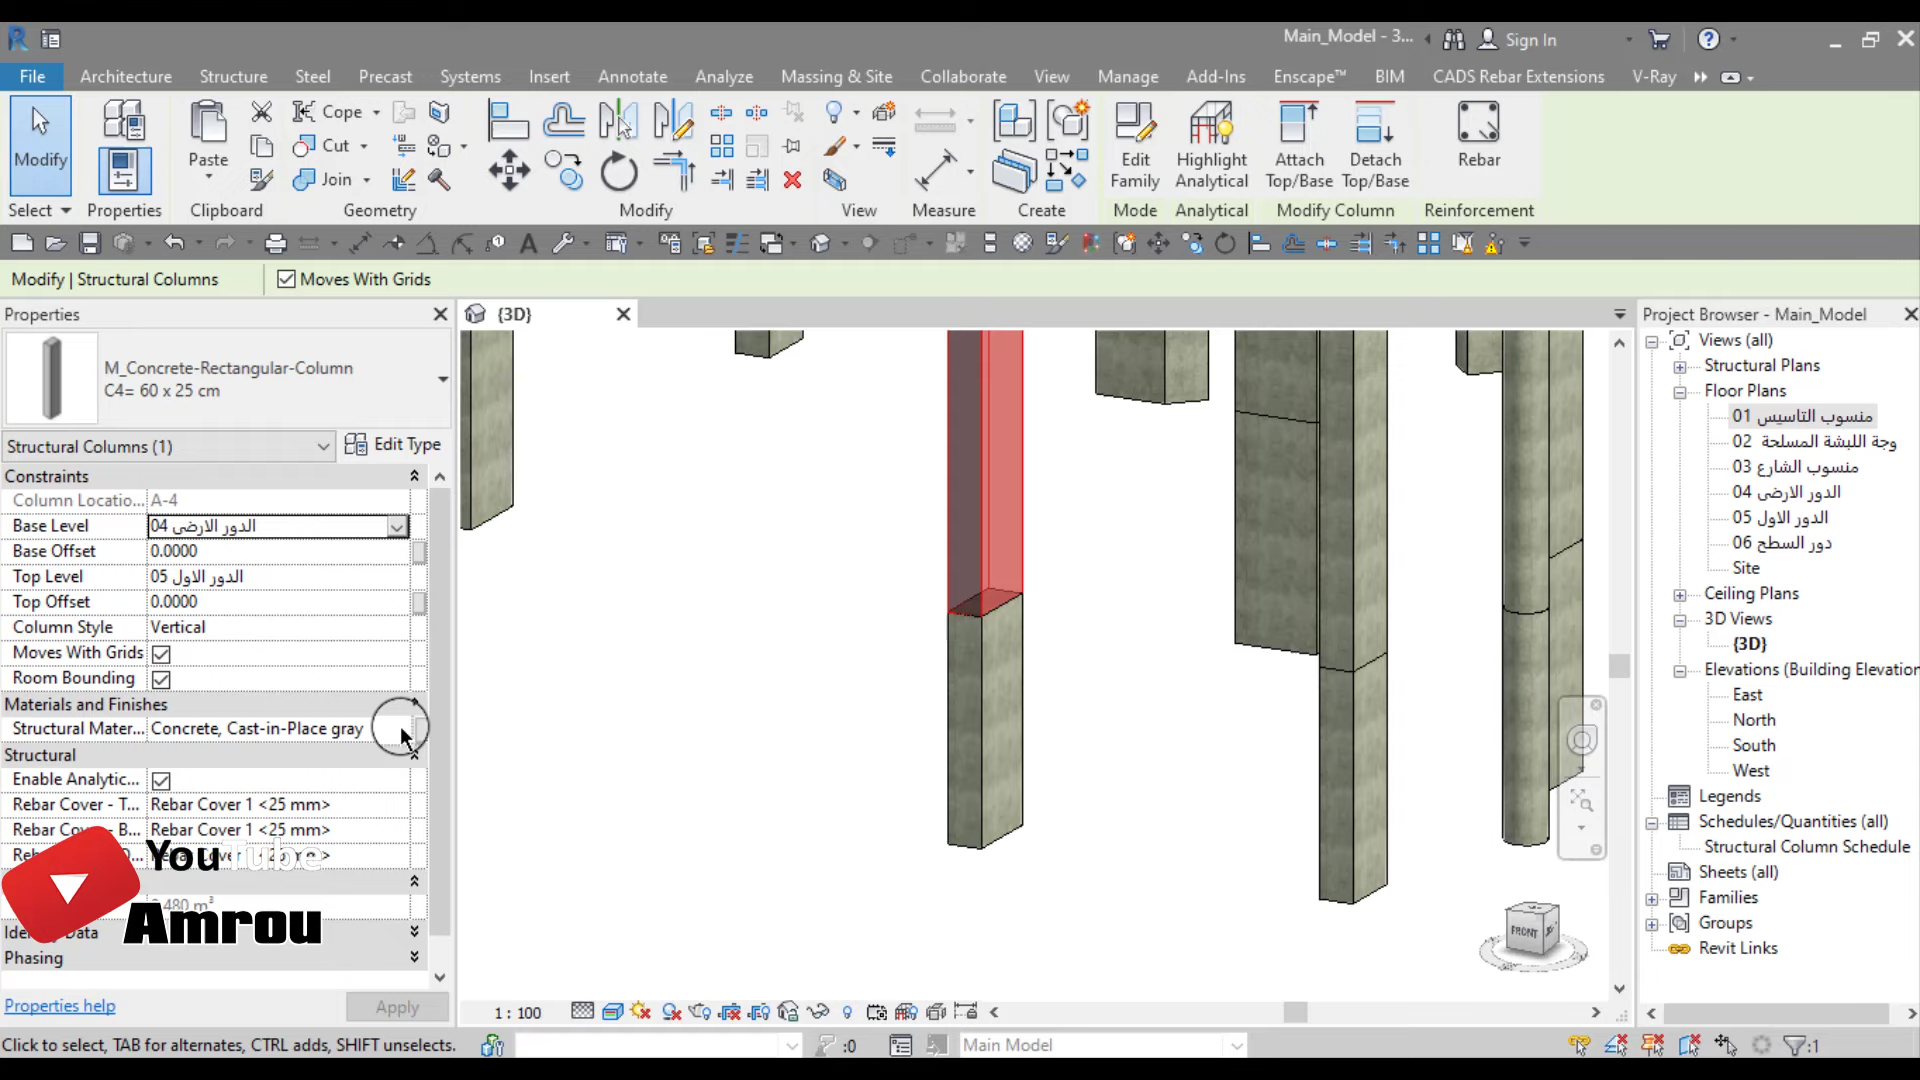 Main_Model - 3...
Sign In
File
Architecture
Structure
Steel
Precast
Systems
Insert
Annotate
Analyze
Massing & Site
Collaborate
View
Manage
Add-Ins
Enscape™
BIM
CADS Rebar Extensions
V-Ray
Modify
Paste
Cope
Cut
Join
Edit Family
Highlight Analytical
Attach Top/Base
Detach Top/Base
Rebar
Select
Properties
Clipboard
Geometry
Modify
View
Measure
Create
Mode
Analytical
Modify Column
Reinforcement
Modify | Structural Columns
Moves With Grids
Properties
M_Concrete-Rectangular-Column
C4= 60 x 25 cm
Structural Columns (1)
Edit Type
Constraints
Column Locatio... A-4
Base Level 04 الدور الارضى
Base Offset 0.0000
Top Level 05 الدور الاول
Top Offset 0.0000
Column Style Vertical
Moves With Grids
Room Bounding
Materials and Finishes
Structural Mater... Concrete, Cast-in-Place gray
Structural
Enable Analytic...
Rebar Cover - T... Rebar Cover 1 <25 mm>
Rebar Cover - B... Rebar Cover 1 <25 mm>
YouTube
Amrou
Phasing
Properties help
Apply
{3D}
FRONT
1 : 100
Project Browser - Main_Model
Views (all)
Structural Plans
Floor Plans
01 منسوب التاسيس
02 وجة اللبشة المسلحة
03 منسوب الشارع
04 الدور الارضى
05 الدور الاول
06 دور السطح
Site
Ceiling Plans
3D Views
{3D}
Elevations (Building Elevation
East
North
South
West
Legends
Schedules/Quantities (all)
Structural Column Schedule
Sheets (all)
Families
Groups
Revit Links
Click to select, TAB for alternates, CTRL adds, SHIFT unselects.
:0
Main Model
:1